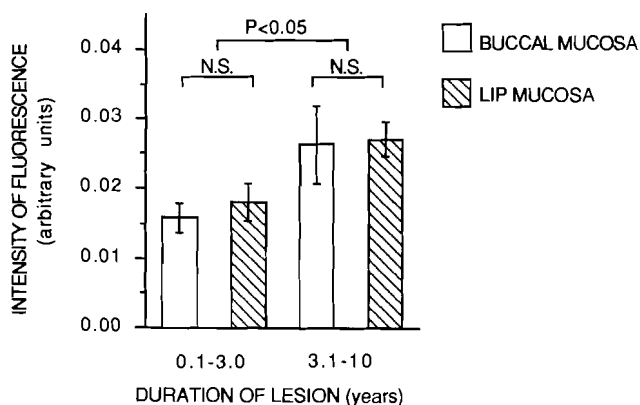 P<0.05
N.S.
N.S.
BUCCAL MUCOSA
LIP MUCOSA
INTENSITY OF FLUORESCENCE
(arbitrary units)
0.04
0.03
0.02
0.01
0.00
0.1-3.0
3.1-10
DURATION OF LESION (years)